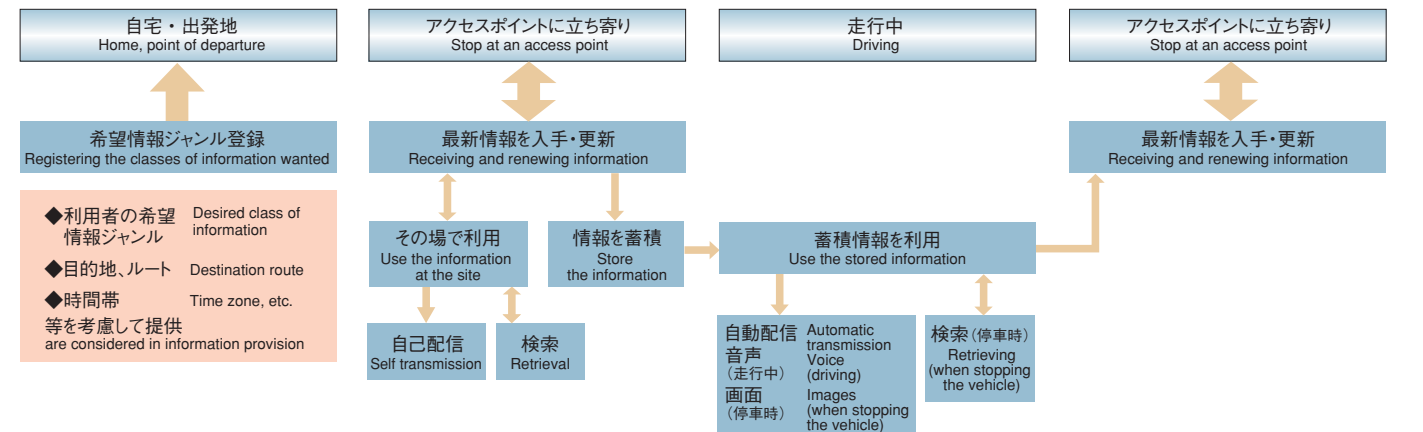 自宅・出発地
Home, point of departure
アクセスポイントに立ち寄り
Stop at an access point
走行中
Driving
アクセスポイントに立ち寄り
Stop at an access point
希望情報ジャンル登録
Registering the classes of information wanted
最新情報を入手・更新
Receiving and renewing information
最新情報を入手・更新
Receiving and renewing information
◆利用者の希望
情報ジャンル
Desired class of
information
◆目的地、ルート
Destination route
◆時間帯
Time zone, etc.
等を考慮して提供
are considered in information provision
その場で利用
Use the information
at the site
情報を蓄積
Store
the information
蓄積情報を利用
Use the stored information
自己配信
Self transmission
検索
Retrieval
自動配信
音声
（走行中）
画面
（停車時）
Automatic
transmission
Voice
(driving)
Images
(when stopping
the vehicle)
検索（停車時）
Retrieving
(when stopping
the vehicle)